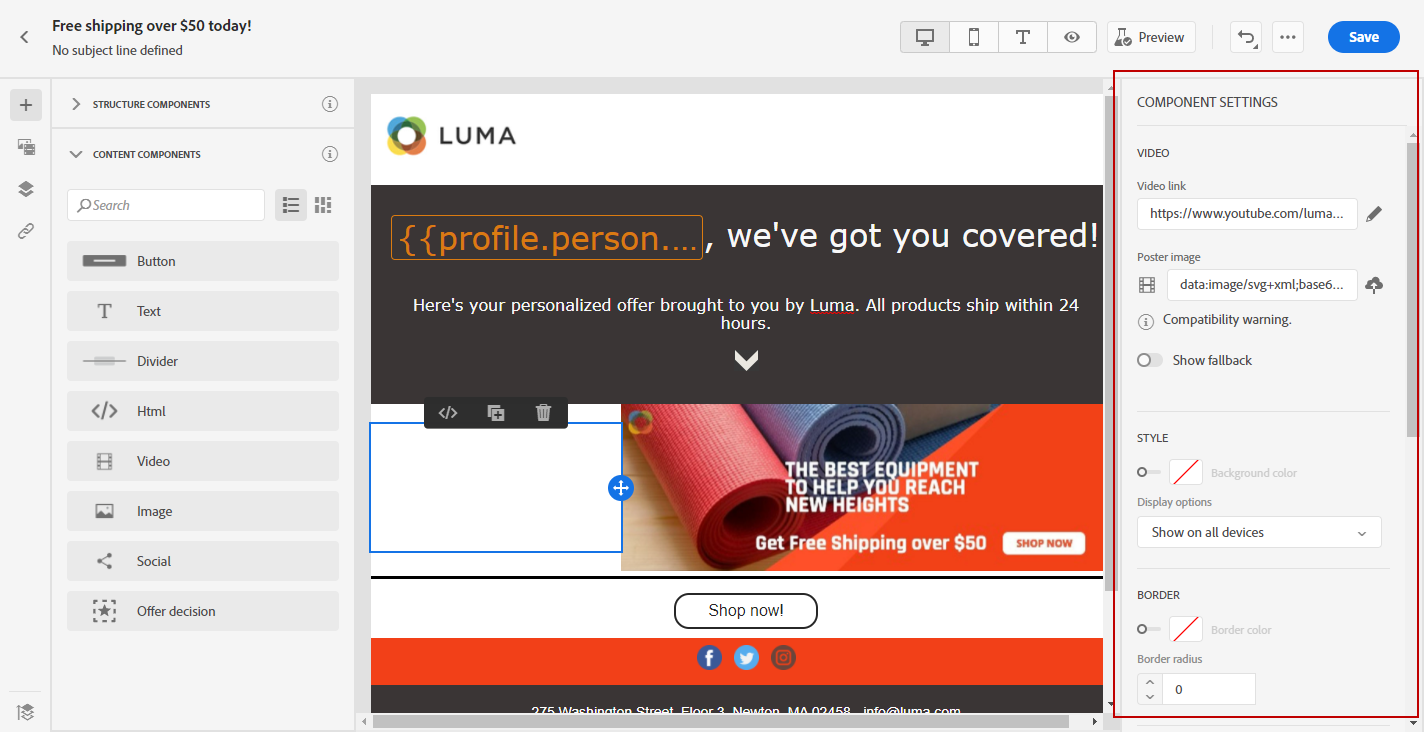 Free shipping over $50 today!
No subject line defined
Preview
Save
STRUCTURE COMPONENTS
CONTENT COMPONENTS
Search
Button
Text
Divider
Html
Video
Image
Social
Offer decision
LUMA
{{profile.person...., we've got you covered!
Here's your personalized offer brought to you by Luma. All products ship within 24
hours.
THE BEST EQUIPMENT
TO HELP YOU REACH
NEW HEIGHTS
Get Free Shipping over $50
SHOP NOW
Shop now!
275 Washington Street, Floor 3, Newton, MA 02458 info@luma.com
COMPONENT SETTINGS
VIDEO
Video link
https://www.youtube.com/luma...
Poster image
data:image/svg+xml;base6...
Compatibility warning.
Show fallback
STYLE
Background color
Display options
Show on all devices
BORDER
Border color
Border radius
0